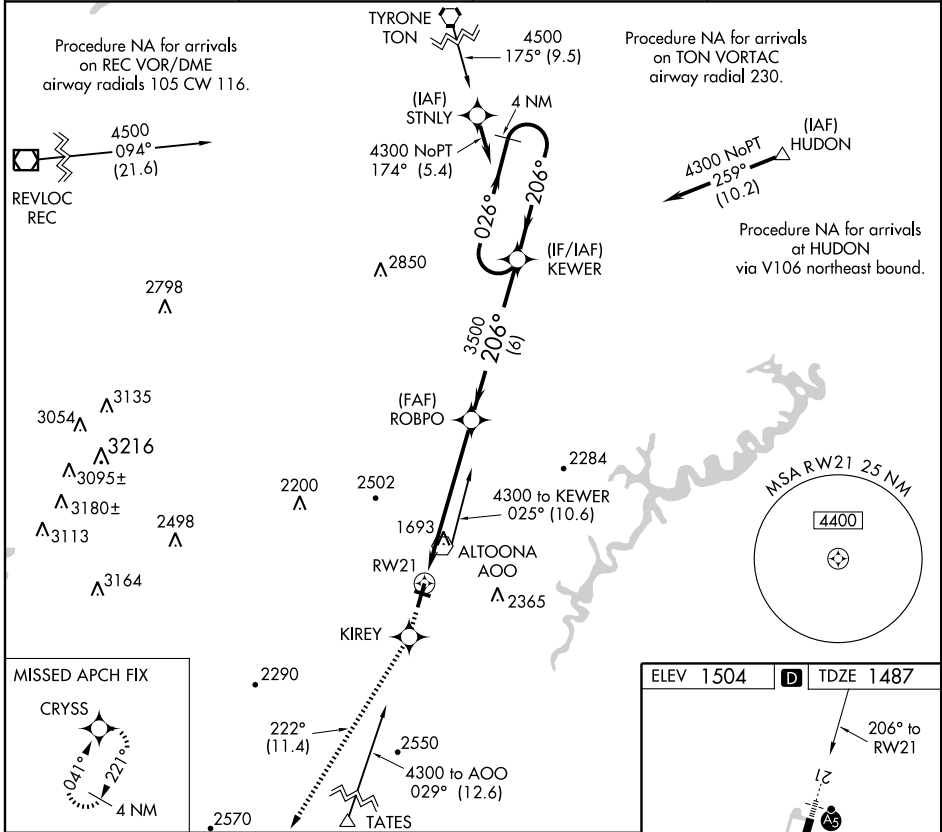 TYRONE
TON
4500
175° (9.5)
Procedure NA for arrivals
on REC VOR/DME
airway radials 105 CW 116.
Procedure NA for arrivals
on TON VORTAC
airway radial 230.
(IAF)
STNLY
4 NM
4300 NoPT
174° (5.4)
(IAF)
HUDON
4300 NoPT
259°
(10.2)
4500
094°
(21.6)
REVLOC
REC
026°
206°
Procedure NA for arrivals
at HUDON
via V106 northeast bound.
(IF/IAF)
KEWER
2850
2798
3500
206°
(6)
(FAF)
ROBPO
3135
3054
3216
3095±
3180±
3113
2498
3164
2200
2502
2284
4300 to KEWER
025° (10.6)
1693
ALTOONA
AOO
RW21
2365
KIREY
MSA RW21 25 NM
4400
MISSED APCH FIX
CRYSS
041°
221°
4 NM
2290
222°
(11.4)
2550
4300 to AOO
029° (12.6)
2570
TATES
ELEV 1504 D TDZE 1487
206° to
RW21
21
A5